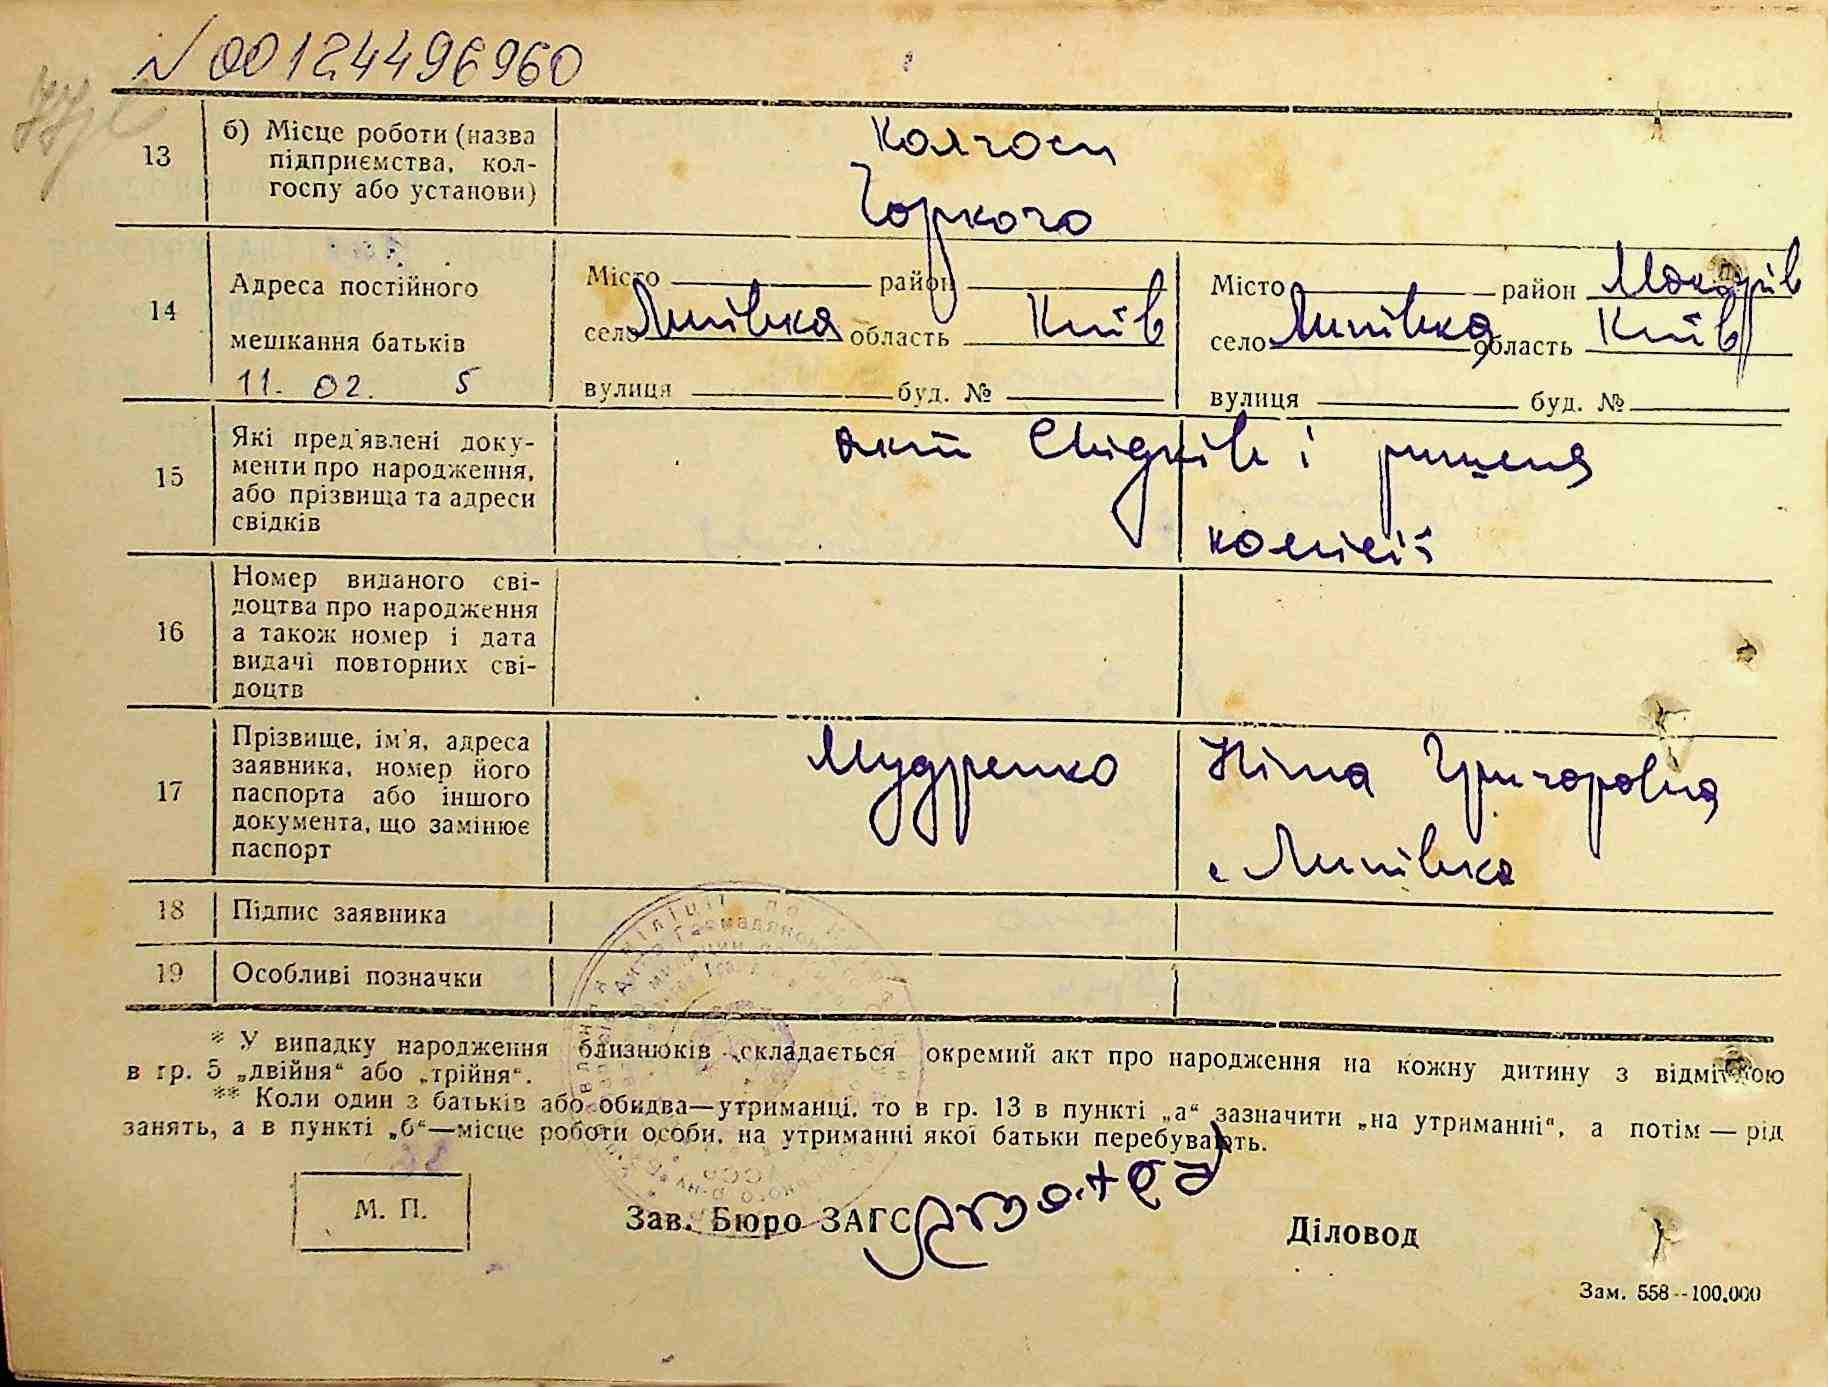 N 00124496960
13 б) Місце роботи (назва
підприємства, кол-
госпу або установи)
Колгосп
Горкого
14 Адреса постійного
мешкання батьків
11. 02. 5
Місто район
село Липівка область Київ
вулиця буд. №
Місто район Макарів
село Липівка область Київ
вулиця буд. №
15 Які пред'явлені доку-
менти про народження,
або прізвища та адреси
свідків
акт свідків і ришеня
комісії
16 Номер виданого сві-
доцтва про народження
а також номер і дата
видачі повторних сві-
доцтв
17 Прізвище, ім'я, адреса
заявника, номер його
паспорта або іншого
документа, що замінює
паспорт
Мудренко Ніна Григоровна
с Липівка
18 Підпис заявника
19 Особливі позначки
* У випадку народження близнюків складається окремий акт про народження на кожну дитину з відміткою
в гр. 5 „двійня“ або „трійня“.
** Коли один з батьків або обидва—утриманці, то в гр. 13 в пункті „а“ зазначити „на утриманні“, а потім — рід
занять, а в пункті „б“—місце роботи особи, на утриманні якої батьки перебувають.
М. П.
Зав. Бюро ЗАГС
Діловод
Зам. 558--100.000